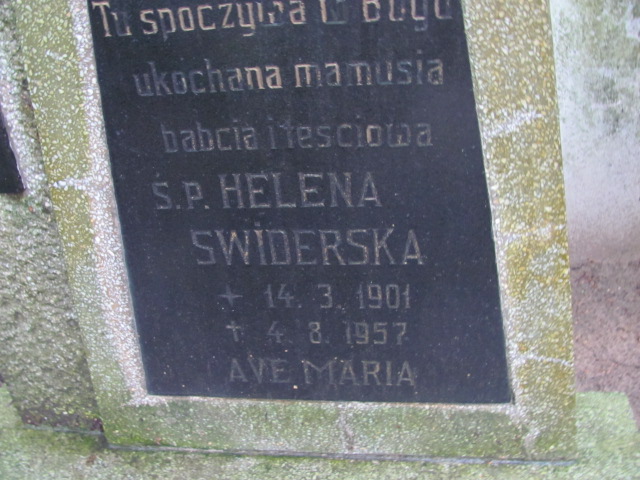 Tu spoczywa w Bogu
ukochana mamusia
babcia i teściowa
Ś.P. HELENA
ŚWIDERSKA
+ 14. 3. 1901
† 4. 8. 1957
AVE MARIA